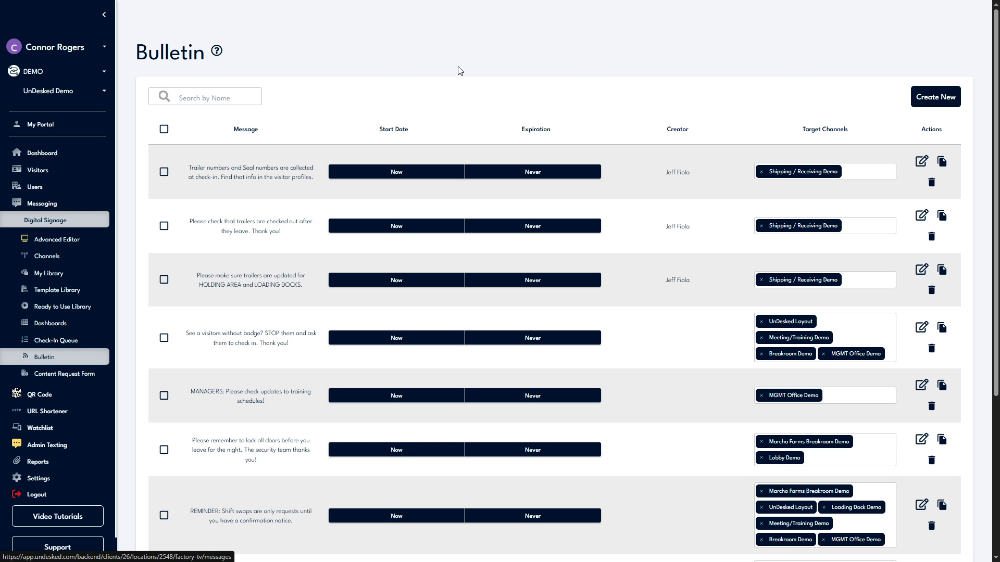 C Connor Rogers
DEMO
UnDesked Demo
My Portal
Dashboard
Visitors
Users
Messaging
Digital Signage
Advanced Editor
Channels
My Library
Template Library
Ready to Use Library
Dashboards
Check-In Queue
Bulletin
Content Request Form
QR Code
HTTP URL Shortener
Watchlist
Admin Texting
Reports
Settings
Logout
Video Tutorials
Support
https://app.undesked.com/backend/clients/26/locations/2548/factory-tv/messages
Bulletin ?
Search by Name
Create New
Message Start Date Expiration Creator Target Channels Actions
Trailer numbers and Seal numbers are collected
at check-in. Find that info in the visitor profiles.
Now Never Jeff Fiala × Shipping / Receiving Demo
Please check that trailers are checked out after
they leave. Thank you!
Now Never Jeff Fiala × Shipping / Receiving Demo
Please make sure trailers are updated for
HOLDING AREA and LOADING DOCKS.
Now Never Jeff Fiala × Shipping / Receiving Demo
See a visitors without badge? STOP them and ask
them to check in. Thank you!
Now Never
× UnDesked Layout
× Meeting/Training Demo
× Breakroom Demo × MGMT Office Demo
MANAGERS: Please check updates to training
schedules!
Now Never × MGMT Office Demo
Please remember to lock all doors before you
leave for the night. The security team thanks
you!
Now Never
× Marcho Farms Breakroom Demo
× Lobby Demo
REMINDER: Shift swaps are only requests until
you have a confirmation notice.
Now Never
× Marcho Farms Breakroom Demo
× UnDesked Layout × Loading Dock Demo
× Meeting/Training Demo
× Breakroom Demo × MGMT Office Demo